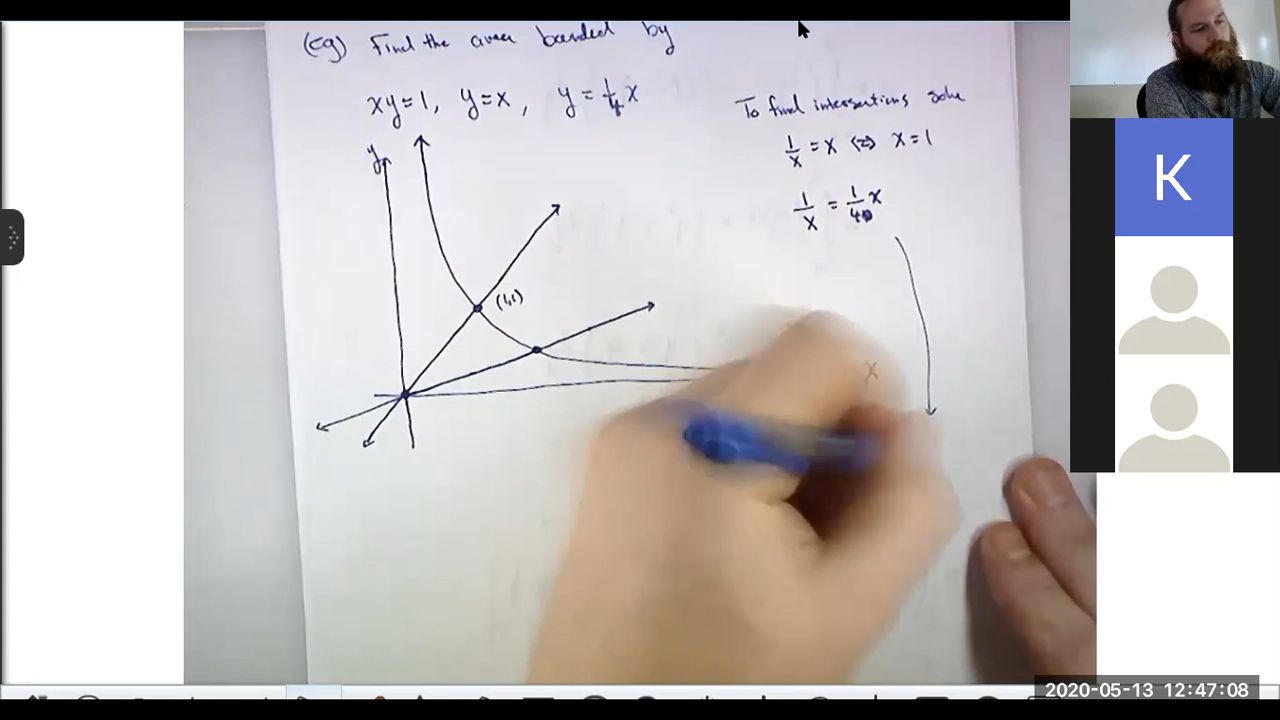 (eg) Find the area bounded by
xy=1, y=x, y=1/4 x
To find intersections solve
1/x = x ⇔ x=1
1/x = 1/4 x
y
(1,1)
x
K
2020-05-13 12:47:08